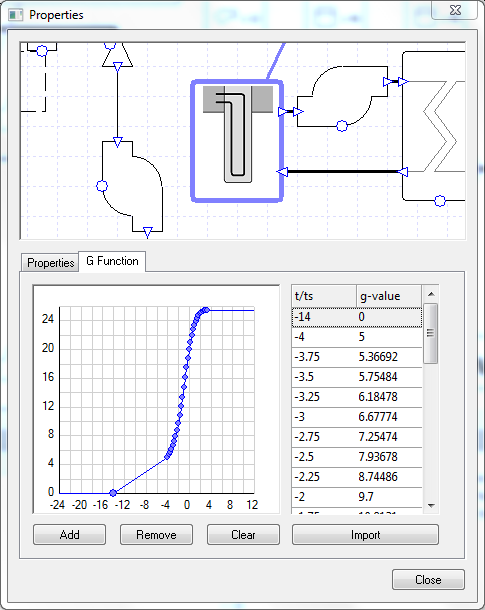 Properties
Properties
G Function
24
20
16
12
8
4
0
-24 -20 -16 -12 -8 -4 0 4 8 12
t/ts g-value
-14 0
-4 5
-3.75 5.36692
-3.5 5.75484
-3.25 6.18478
-3 6.67774
-2.75 7.25474
-2.5 7.93678
-2.25 8.74486
-2 9.7
Add
Remove
Clear
Import
Close